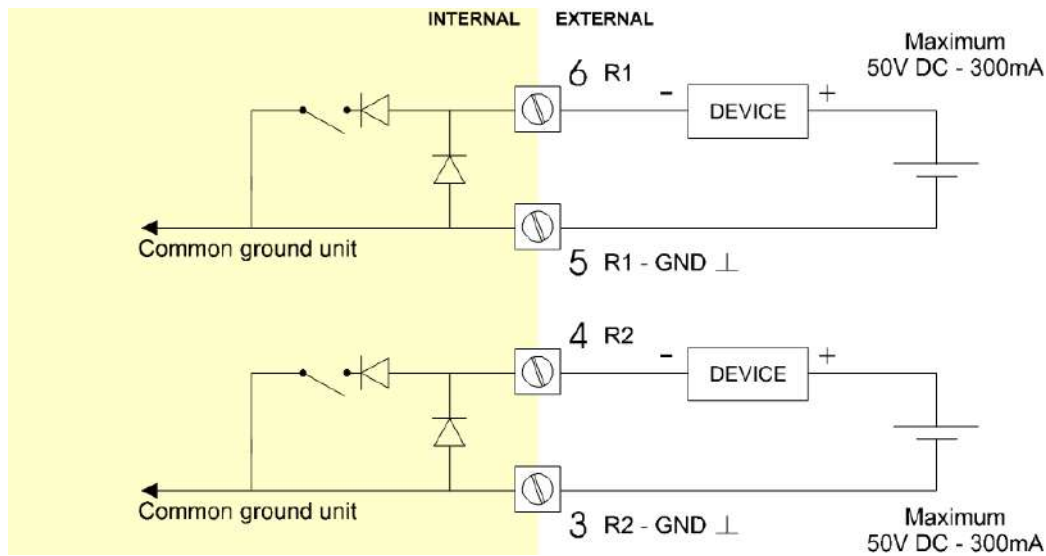 INTERNAL EXTERNAL
Maximum
50V DC - 300mA
6 R1
- DEVICE +
Common ground unit
5 R1 - GND ⊥
4 R2
- DEVICE +
Common ground unit
3 R2 - GND ⊥
Maximum
50V DC - 300mA